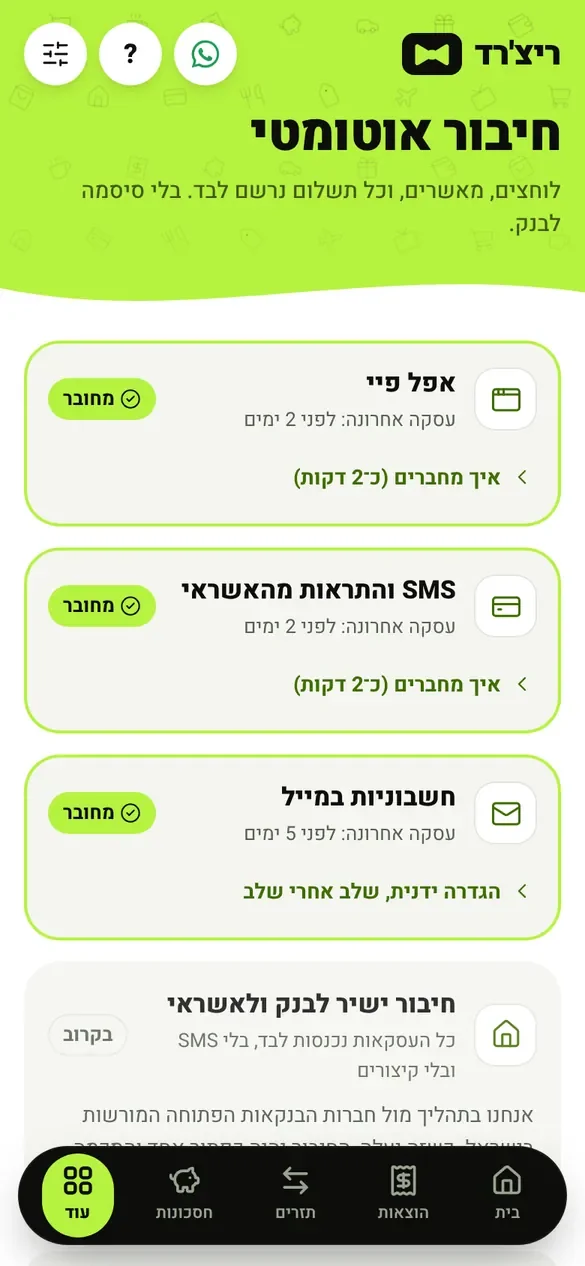 ריצ'רד
?
חיבור אוטומטי
לוחצים, מאשרים, וכל תשלום נרשם לבד. בלי סיסמה
לבנק.
אפל פיי
מחובר
עסקה אחרונה: לפני 2 ימים
איך מחברים (כ־2 דקות)
SMS והתראות מהאשראי
מחובר
עסקה אחרונה: לפני 2 ימים
איך מחברים (כ־2 דקות)
חשבוניות במייל
מחובר
עסקה אחרונה: לפני 5 ימים
הגדרה ידנית, שלב אחרי שלב
חיבור ישיר לבנק ולאשראי
בקרוב
כל העסקאות נכנסות לבד, בלי SMS
ובלי קיצורים
אנחנו בתהליך מול חברות הבנקאות הפתוחה המורשות
בית
הוצאות
תזרים
חסכונות
עוד